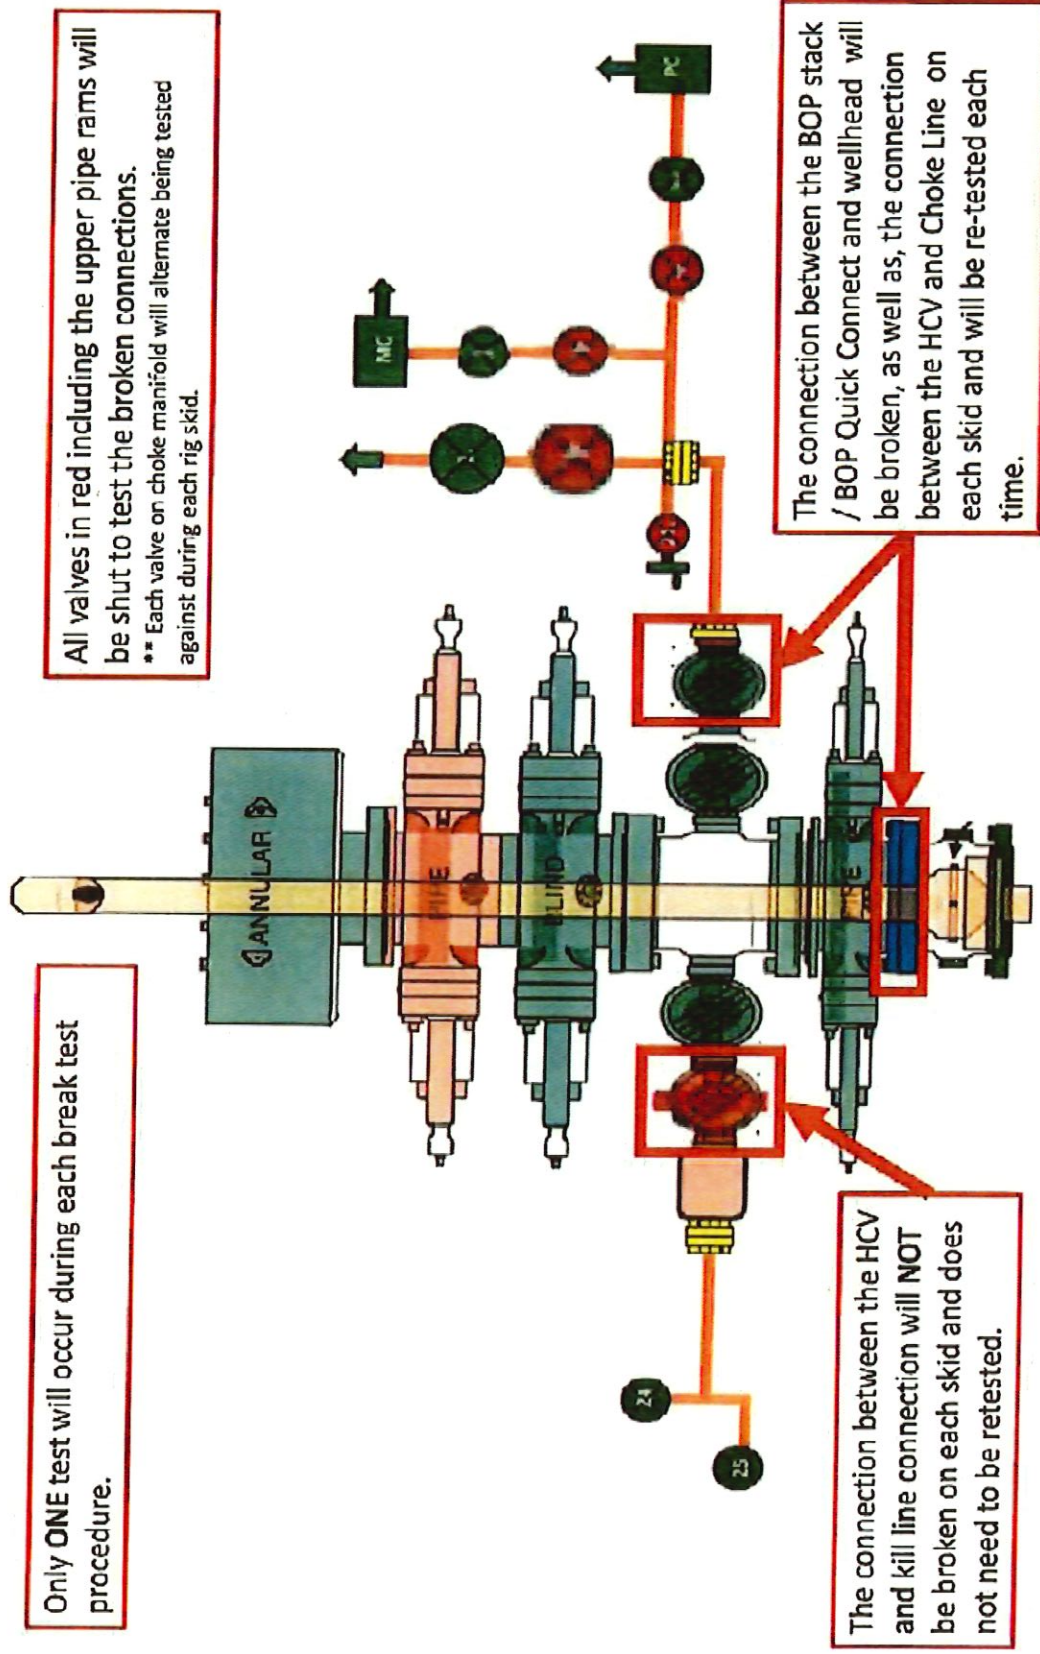 Only ONE test will occur during each break test
procedure.
All valves in red including the upper pipe rams will
be shut to test the broken connections.
** Each valve on choke manifold will alternate being tested
against during each rig skid.
ANNULAR
PIPE
BLIND
PIPE
MC
PC
24
25
The connection between the HCV
and kill line connection will NOT
be broken on each skid and does
not need to be retested.
The connection between the BOP stack
/ BOP Quick Connect and wellhead will
be broken, as well as, the connection
between the HCV and Choke Line on
each skid and will be re-tested each
time.